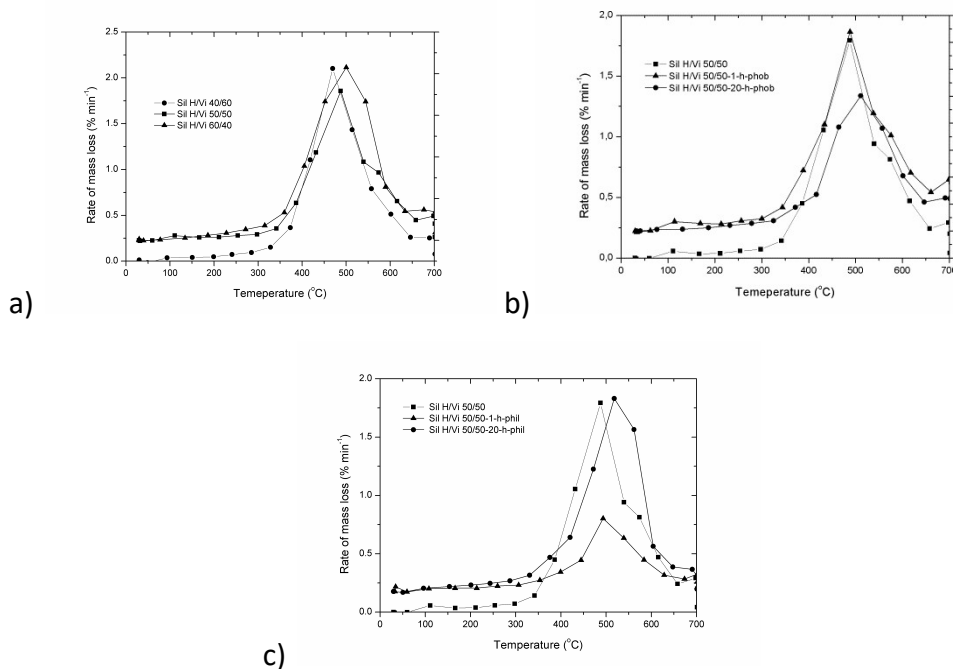 2.5
2.0
1.5
1.0
0.5
0.0
Rate of mass loss (% min⁻¹)
Sil H/Vi 40/60
Sil H/Vi 50/50
Sil H/Vi 60/40
0 100 200 300 400 500 600 700
Temeperature (°C)
a)
2,0
1,5
1,0
0,5
0,0
Rate of mass loss (% min⁻¹)
Sil H/Vi 50/50
Sil H/Vi 50/50-1-h-phob
Sil H/Vi 50/50-20-h-phob
0 100 200 300 400 500 600 700
Temeperature (°C)
b)
2.0
1.5
1.0
0.5
0.0
Rate of mass loss (% min⁻¹)
Sil H/Vi 50/50
Sil H/Vi 50/50-1-h-phil
Sil H/Vi 50/50-20-h-phil
0 100 200 300 400 500 600 700
Temperature (°C)
c)